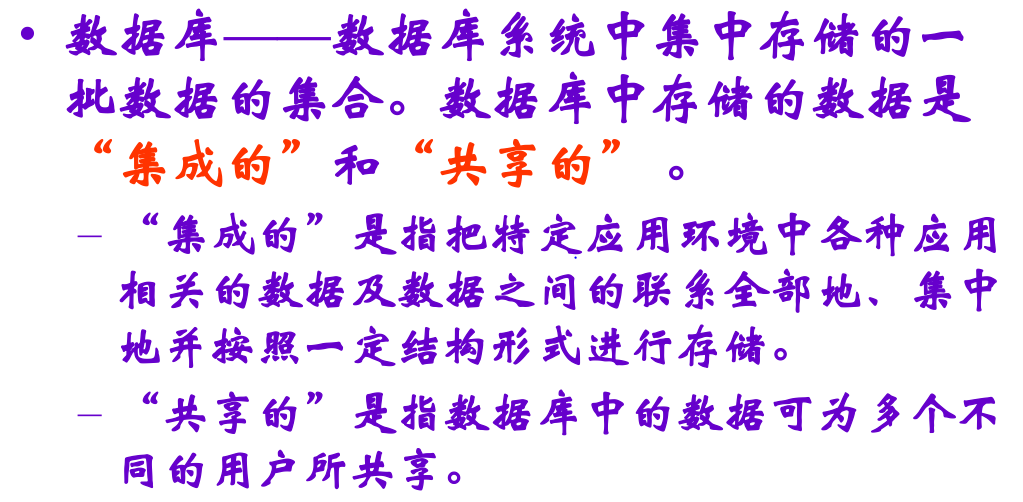 • 数据库——数据库系统中集中存储的一
批数据的集合。数据库中存储的数据是
“集成的”和“共享的”。
– “集成的”是指把特定应用环境中各种应用
相关的数据及数据之间的联系全部地、集中
地并按照一定结构形式进行存储。
– “共享的”是指数据库中的数据可为多个不
同的用户所共享。